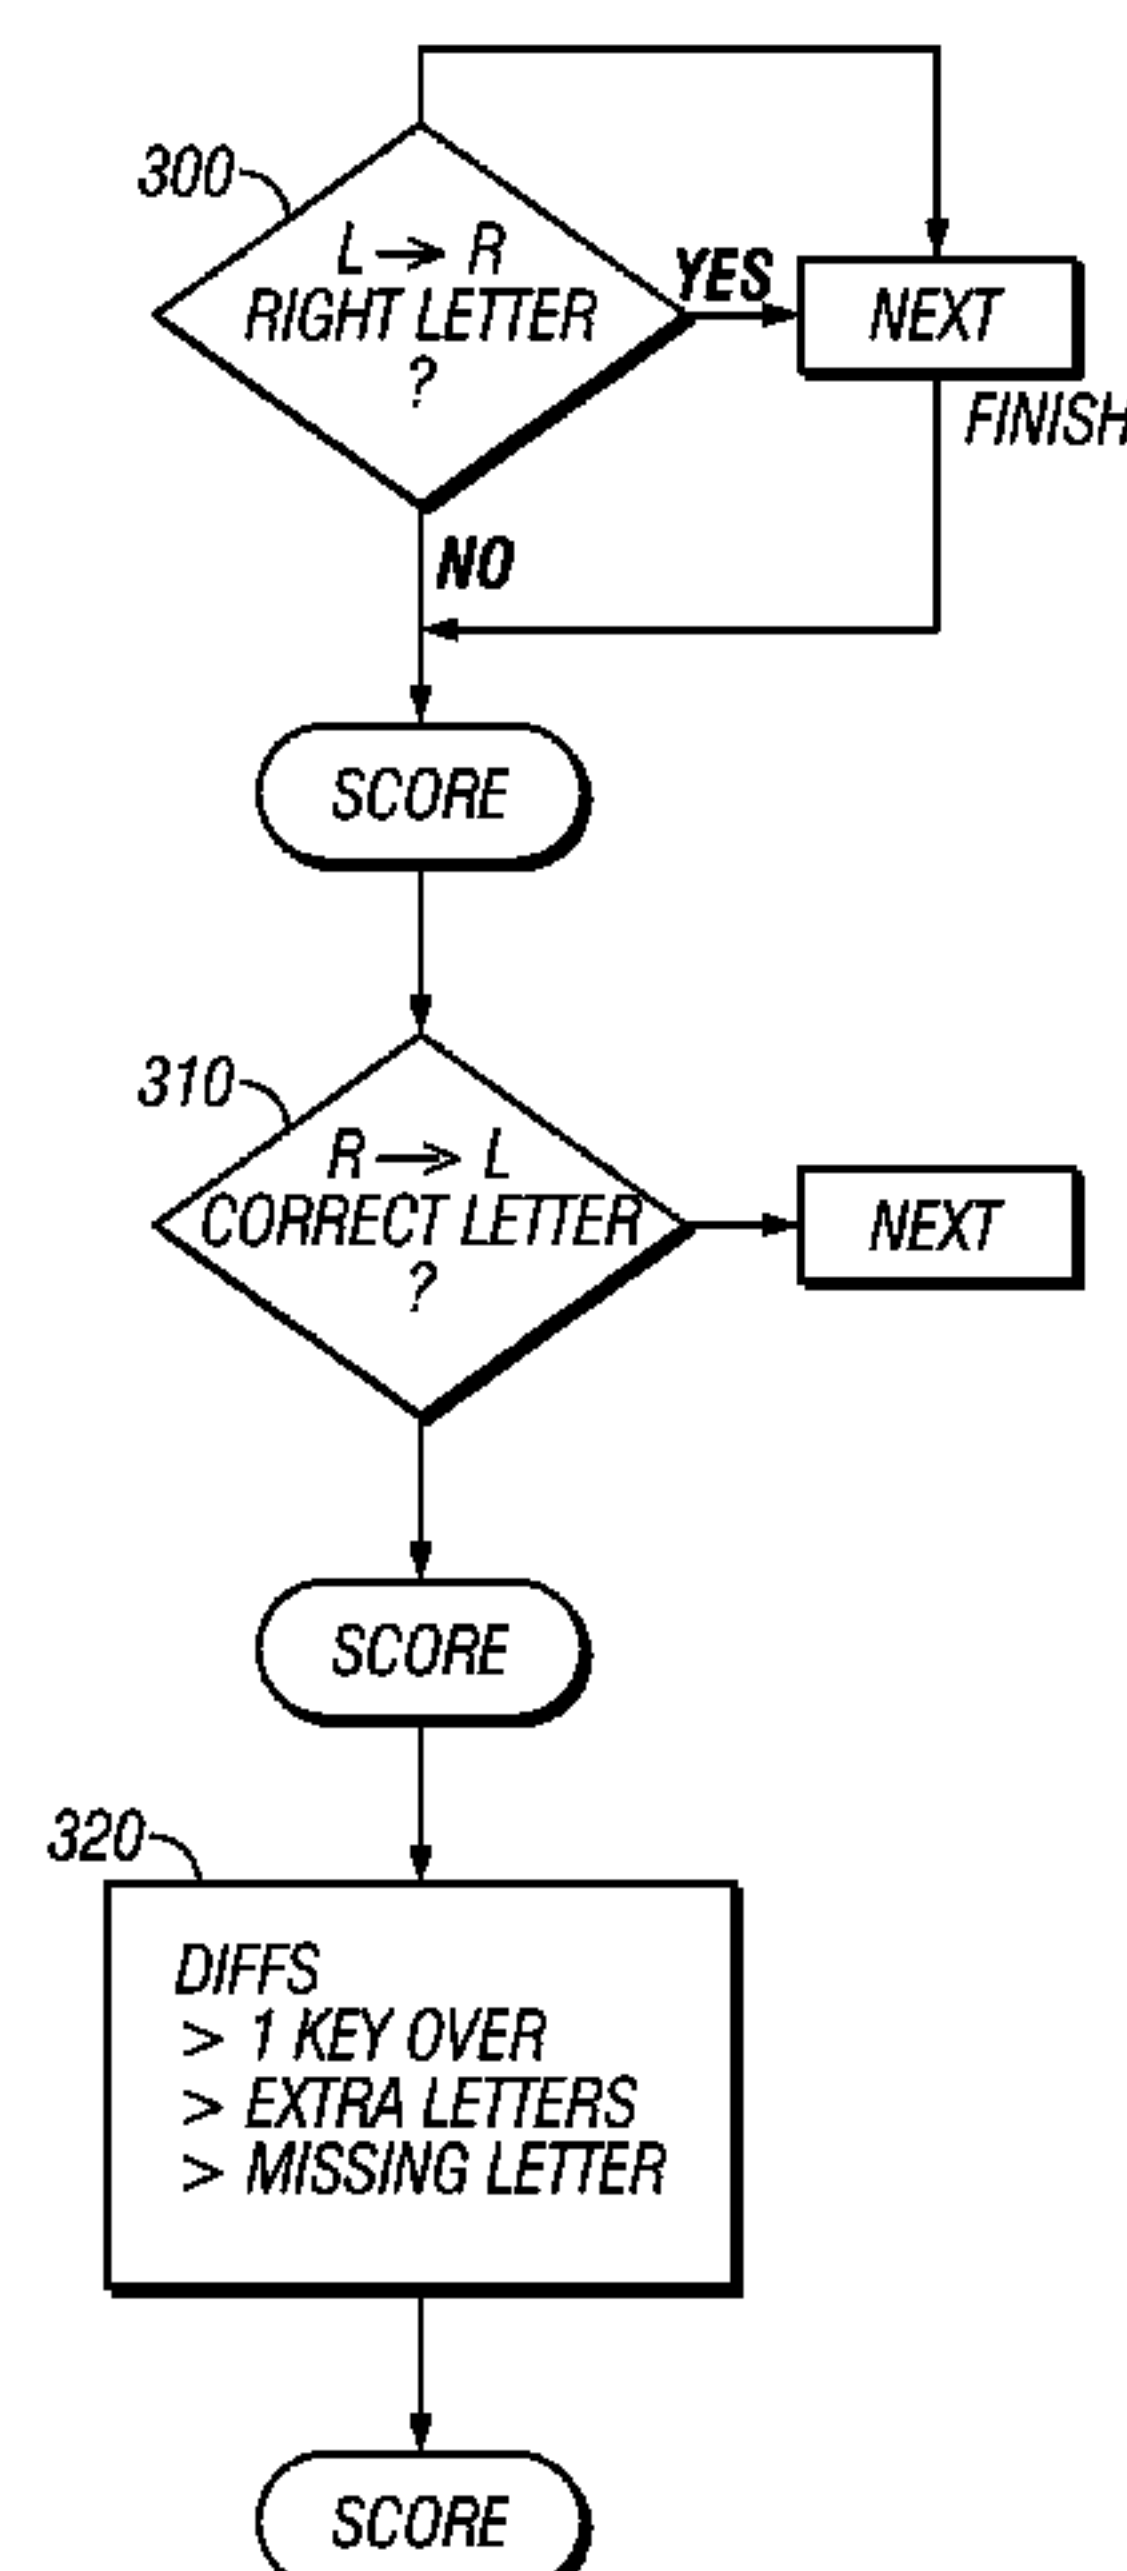 300
L → R
RIGHT LETTER
?
YES
NEXT
FINISH
NO
SCORE
310
R → L
CORRECT LETTER
?
NEXT
SCORE
320
DIFFS
> 1 KEY OVER
> EXTRA LETTERS
> MISSING LETTER
SCORE